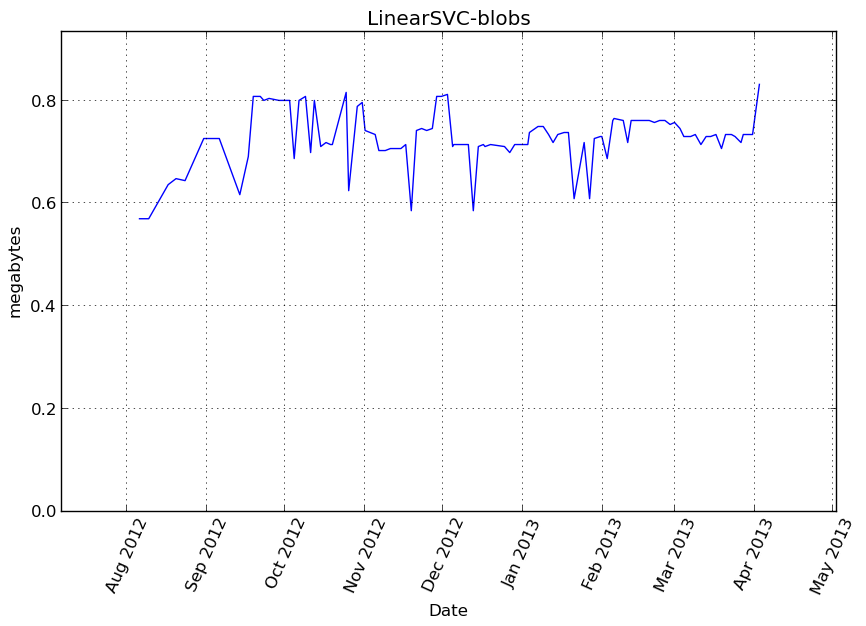 LinearSVC-blobs
megabytes
0.8
0.6
0.4
0.2
0.0
Aug 2012
Sep 2012
Oct 2012
Nov 2012
Dec 2012
Jan 2013
Feb 2013
Mar 2013
Apr 2013
May 2013
Date